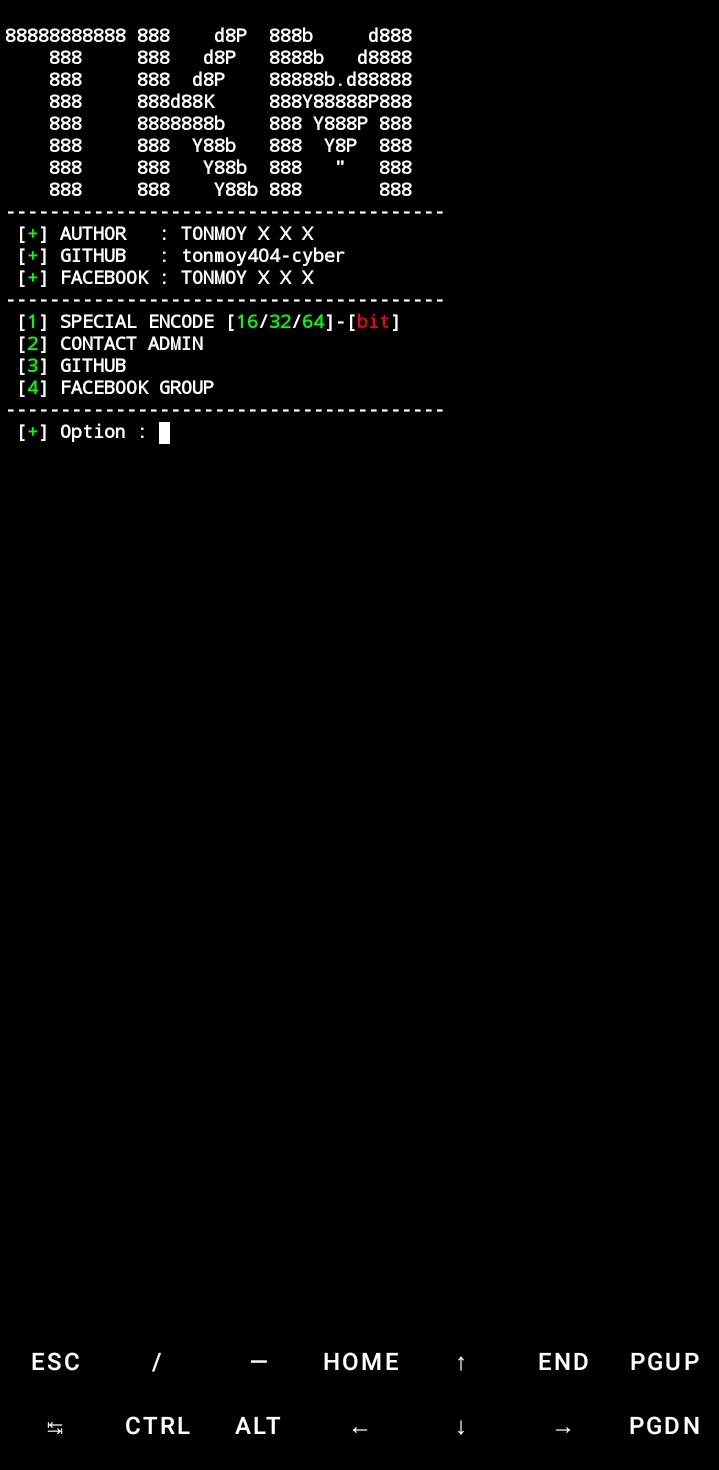 88888888888 888    d8P  888b     d888
    888     888   d8P   8888b   d8888
    888     888  d8P    88888b.d88888
    888     888d88K     888Y88888P888
    888     8888888b    888 Y888P 888
    888     888  Y88b   888  Y8P  888
    888     888   Y88b  888   "   888
    888     888    Y88b 888       888
----------------------------------------
[+] AUTHOR   : TONMOY X X X
[+] GITHUB   : tonmoy404-cyber
[+] FACEBOOK : TONMOY X X X
----------------------------------------
[1] SPECIAL ENCODE [16/32/64]-[bit]
[2] CONTACT ADMIN
[3] GITHUB
[4] FACEBOOK GROUP
----------------------------------------
[+] Option :
ESC / — HOME ↑ END PGUP
↹ CTRL ALT ← ↓ → PGDN